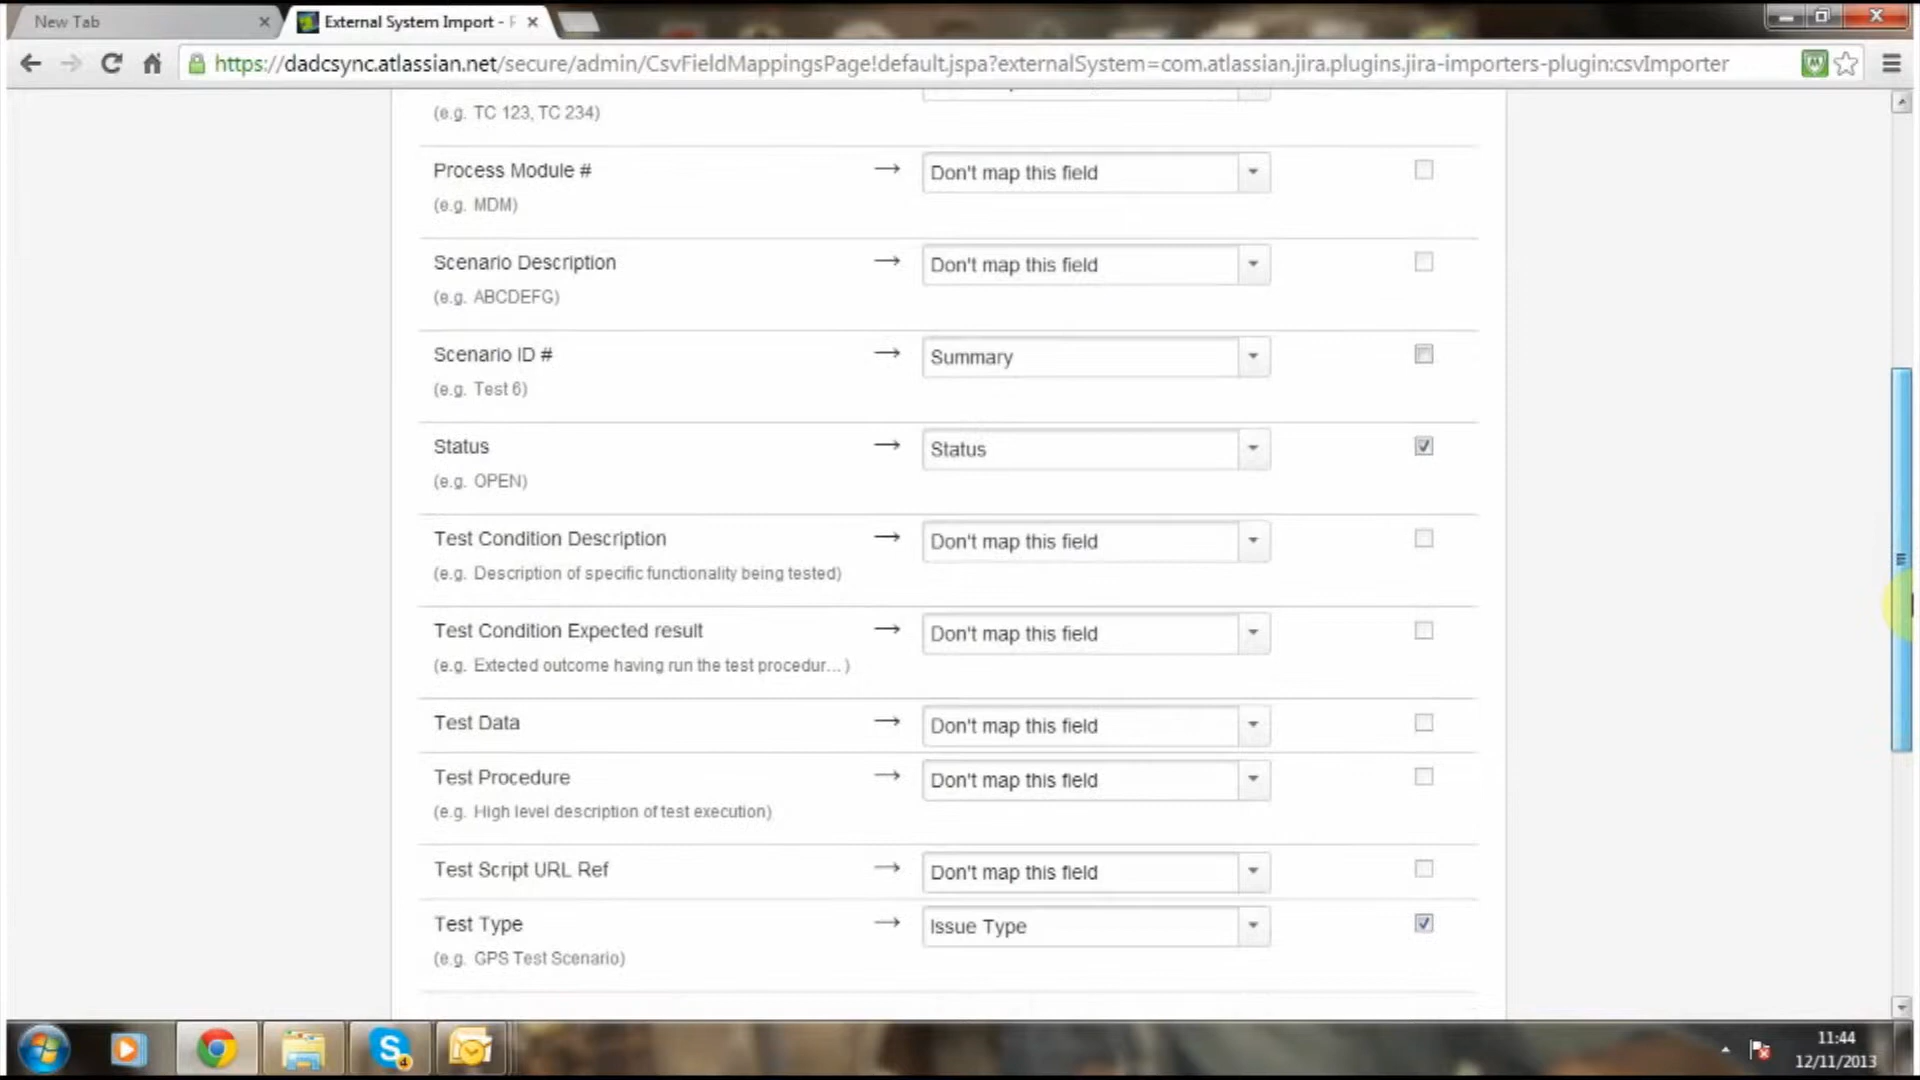 New Tab
External System Import -
https://dadcsync.atlassian.net/secure/admin/CsvFieldMappingsPage!default.jspa?externalSystem=com.atlassian.jira.plugins.jira-importers-plugin:csvImporter
(e.g. TC 123, TC 234)
Process Module # → Don't map this field
(e.g. MDM)
Scenario Description → Don't map this field
(e.g. ABCDEFG)
Scenario ID # → Summary
(e.g. Test 6)
Status → Status
(e.g. OPEN)
Test Condition Description → Don't map this field
(e.g. Description of specific functionality being tested)
Test Condition Expected result → Don't map this field
(e.g. Extected outcome having run the test procedur... )
Test Data → Don't map this field
Test Procedure → Don't map this field
(e.g. High level description of test execution)
Test Script URL Ref → Don't map this field
Test Type → Issue Type
(e.g. GPS Test Scenario)
11:44
12/11/2013